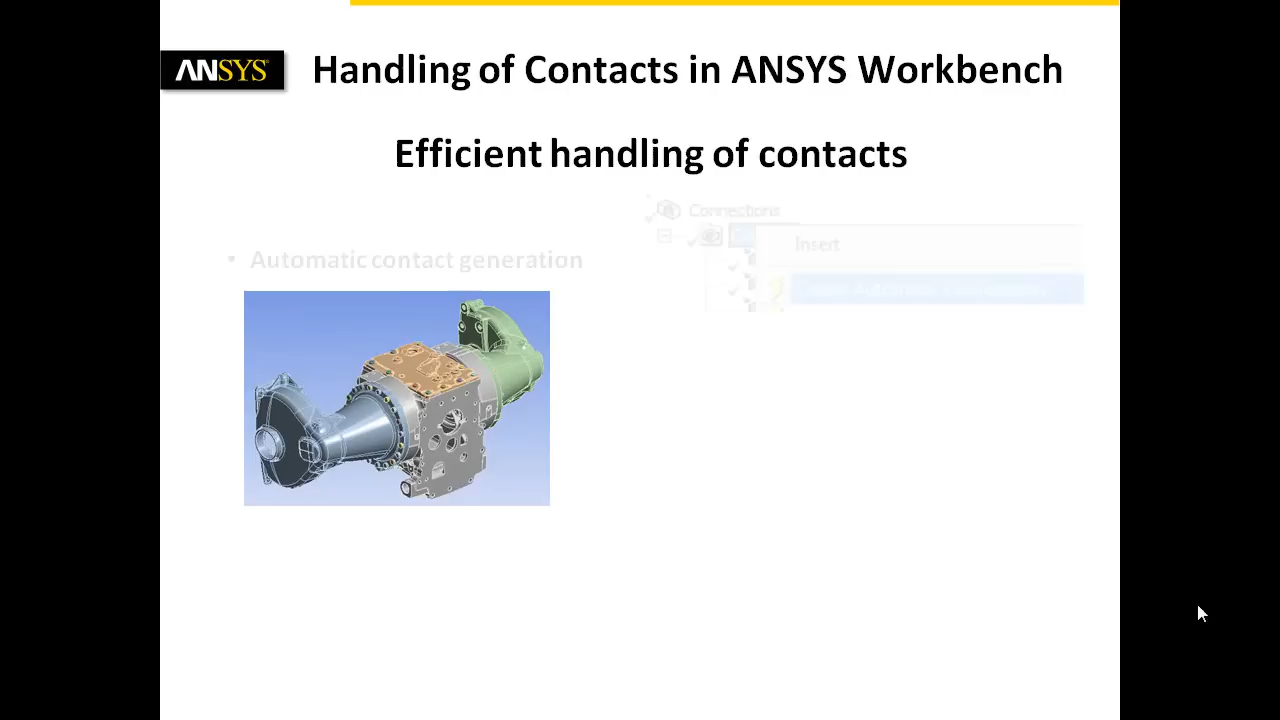 ANSYS
Handling of Contacts in ANSYS Workbench
Efficient handling of contacts
Connections
Insert
• Automatic contact generation